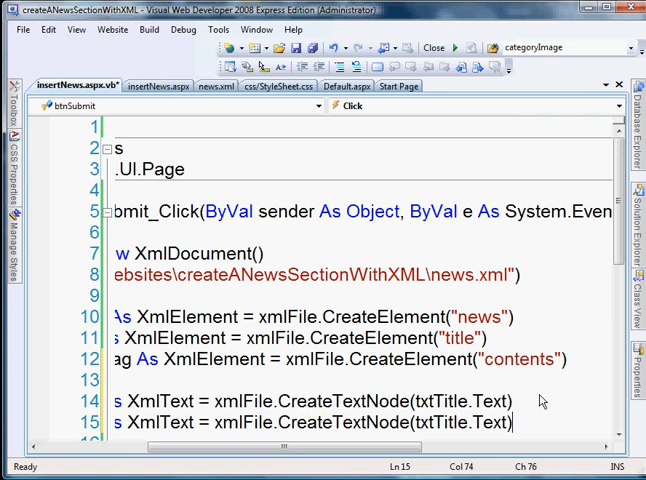 createANewsSectionWithXML - Visual Web Developer 2008 Express Edition (Administrator)
File Edit View Website Build Debug Tools Window Help
Close categoryImage
insertNews.aspx.vb* insertNews.aspx news.xml css/StyleSheet.css Default.aspx Start Page
btnSubmit Click
1
2 s
3 .UI.Page
4
5 bmit_Click(ByVal sender As Object, ByVal e As System.Even
7 w XmlDocument()
8 ebsites\createANewsSectionWithXML\news.xml")
9
10 As XmlElement = xmlFile.CreateElement("news")
11 s XmlElement = xmlFile.CreateElement("title")
12 ag As XmlElement = xmlFile.CreateElement("contents")
13
14 s XmlText = xmlFile.CreateTextNode(txtTitle.Text)
15 s XmlText = xmlFile.CreateTextNode(txtTitle.Text)
Toolbox
CSS Properties
Manage Styles
Database Explorer
Solution Explorer
Class View
Properties
Ready Ln 15 Col 74 Ch 76 INS